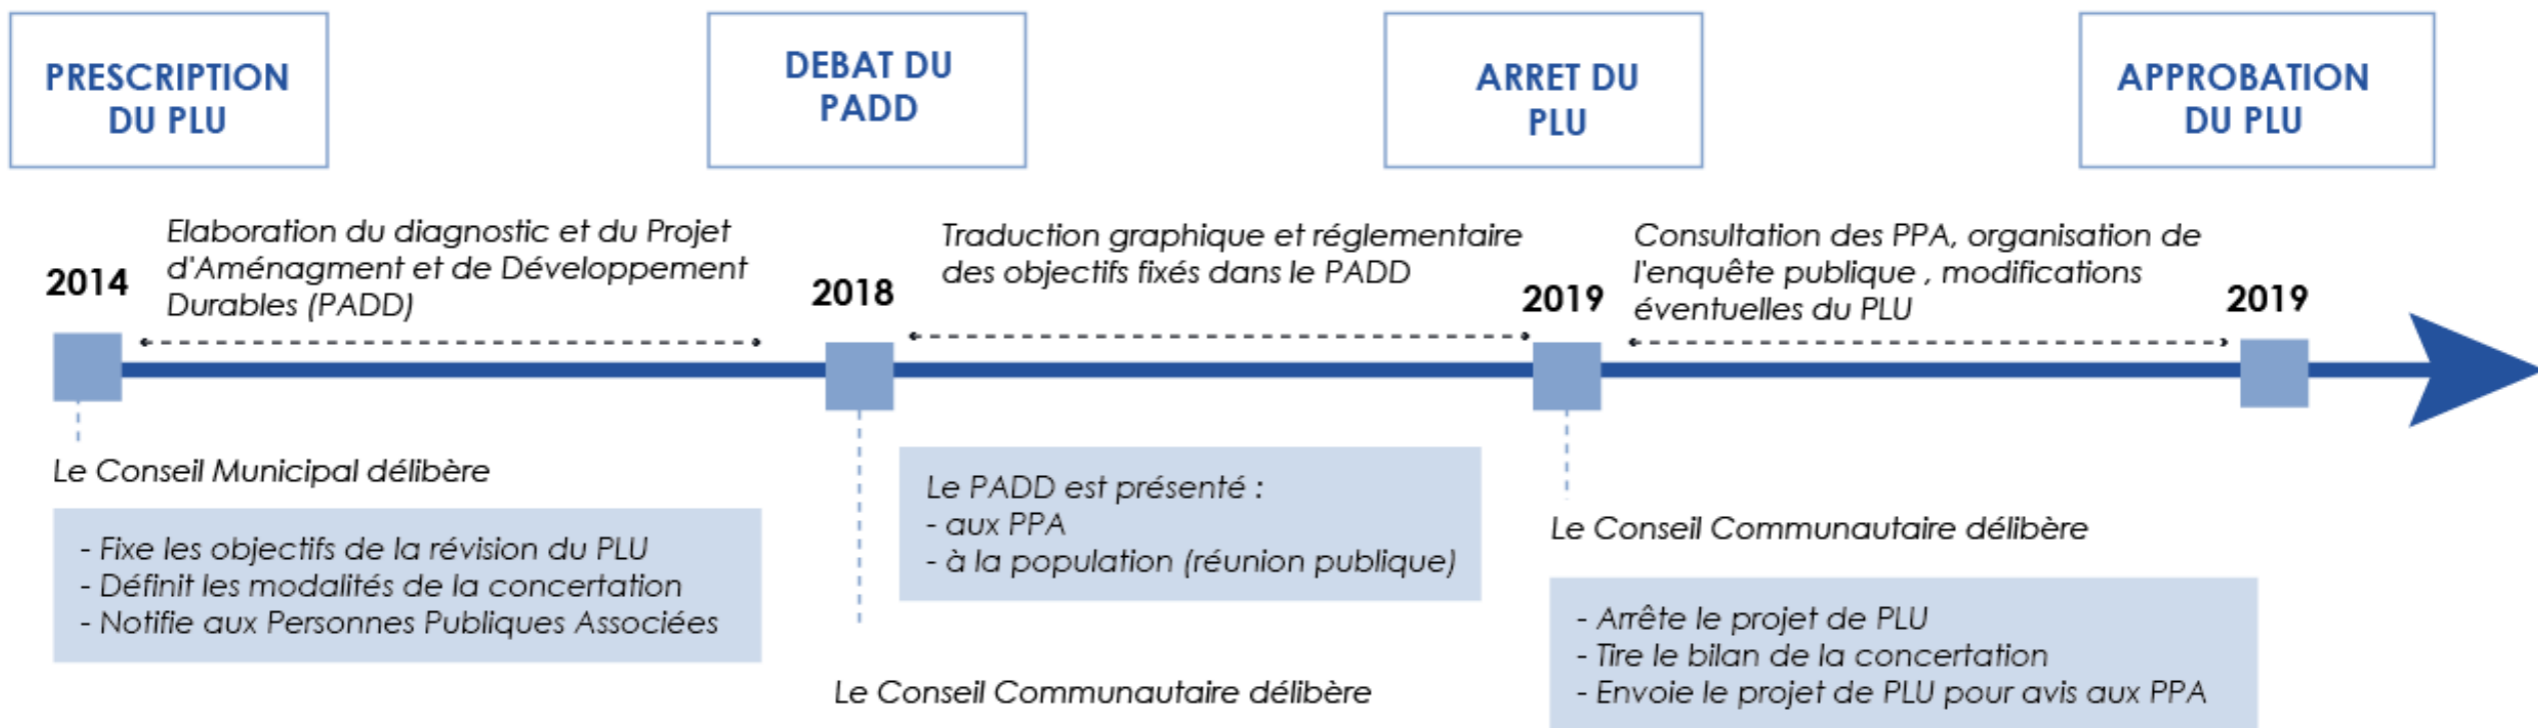 PRESCRIPTION
DU PLU
DEBAT DU
PADD
ARRET DU
PLU
APPROBATION
DU PLU
2014
Elaboration du diagnostic et du Projet
d'Aménagment et de Développement
Durables (PADD)
2018
Traduction graphique et réglementaire
des objectifs fixés dans le PADD
2019
Consultation des PPA, organisation de
l'enquête publique , modifications
éventuelles du PLU
2019
Le Conseil Municipal délibère
- Fixe les objectifs de la révision du PLU
- Définit les modalités de la concertation
- Notifie aux Personnes Publiques Associées
Le PADD est présenté :
- aux PPA
- à la population (réunion publique)
Le Conseil Communautaire délibère
Le Conseil Communautaire délibère
- Arrête le projet de PLU
- Tire le bilan de la concertation
- Envoie le projet de PLU pour avis aux PPA